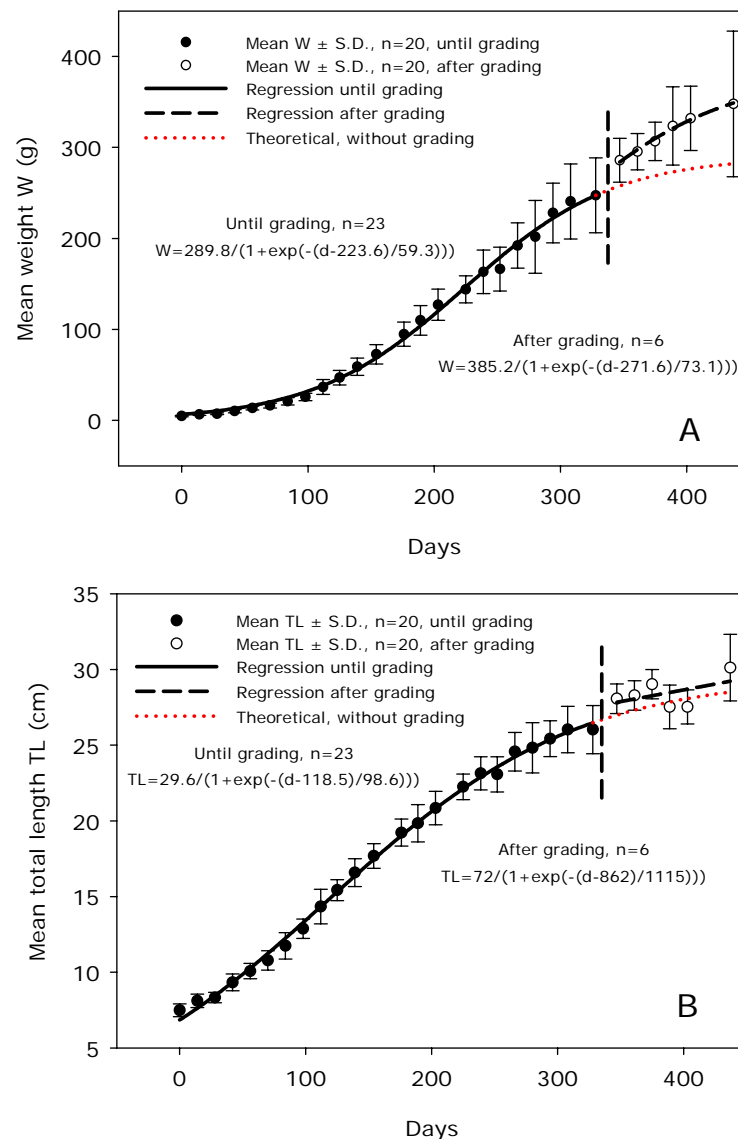 Mean W ± S.D., n=20, until grading
Mean W ± S.D., n=20, after grading
Regression until grading
Regression after grading
Theoretical, without grading
Until grading, n=23
W=289.8/(1+exp(-(d-223.6)/59.3)))
After grading, n=6
W=385.2/(1+exp(-(d-271.6)/73.1)))
A
Mean weight W (g)
400
300
200
100
0
0 100 200 300 400
Days
Mean TL ± S.D., n=20, until grading
Mean TL ± S.D., n=20, after grading
Regression until grading
Regression after grading
Theoretical, without grading
Until grading, n=23
TL=29.6/(1+exp(-(d-118.5)/98.6)))
After grading, n=6
TL=72/(1+exp(-(d-862)/1115)))
B
Mean total length TL (cm)
35
30
25
20
15
10
5
0 100 200 300 400
Days